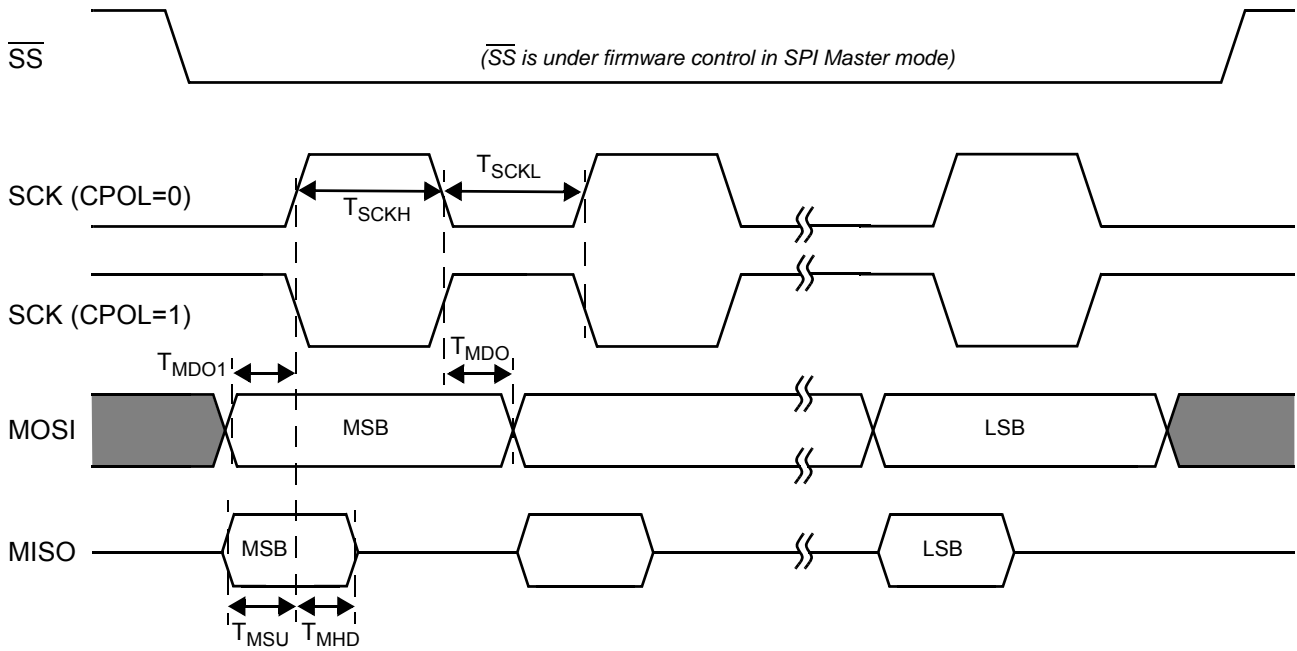 SS
(SS is under firmware control in SPI Master mode)
SCK (CPOL=0)
TSCKH
TSCKL
SCK (CPOL=1)
TMDO1
TMDO
MOSI
MSB
LSB
MISO
MSB
LSB
TMSU
TMHD